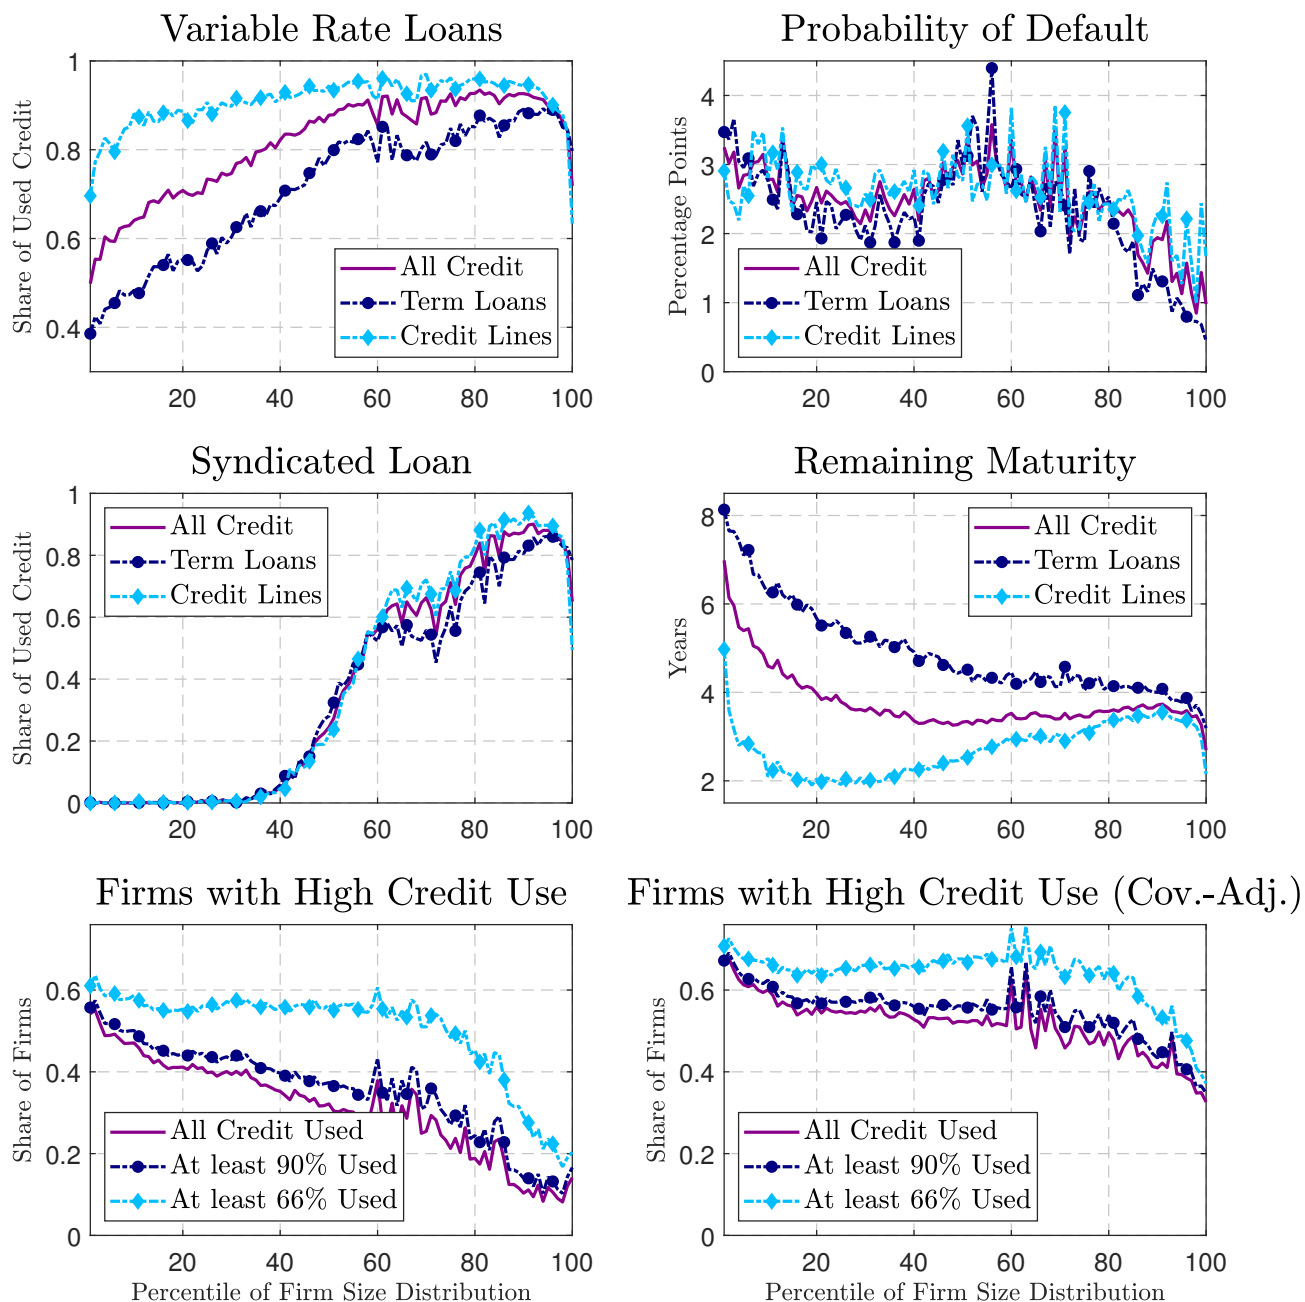 Variable Rate Loans
Share of Used Credit
1
0.8
0.6
0.4
All Credit
Term Loans
Credit Lines
20 40 60 80 100
Probability of Default
Percentage Points
4
3
2
1
0
All Credit
Term Loans
Credit Lines
20 40 60 80 100
Syndicated Loan
Share of Used Credit
1
0.8
0.6
0.4
0.2
0
All Credit
Term Loans
Credit Lines
20 40 60 80 100
Remaining Maturity
Years
8
6
4
2
All Credit
Term Loans
Credit Lines
20 40 60 80 100
Firms with High Credit Use
Share of Firms
0.6
0.4
0.2
0
All Credit Used
At least 90% Used
At least 66% Used
20 40 60 80 100
Percentile of Firm Size Distribution
Firms with High Credit Use (Cov.-Adj.)
Share of Firms
0.6
0.4
0.2
0
All Credit Used
At least 90% Used
At least 66% Used
20 40 60 80 100
Percentile of Firm Size Distribution